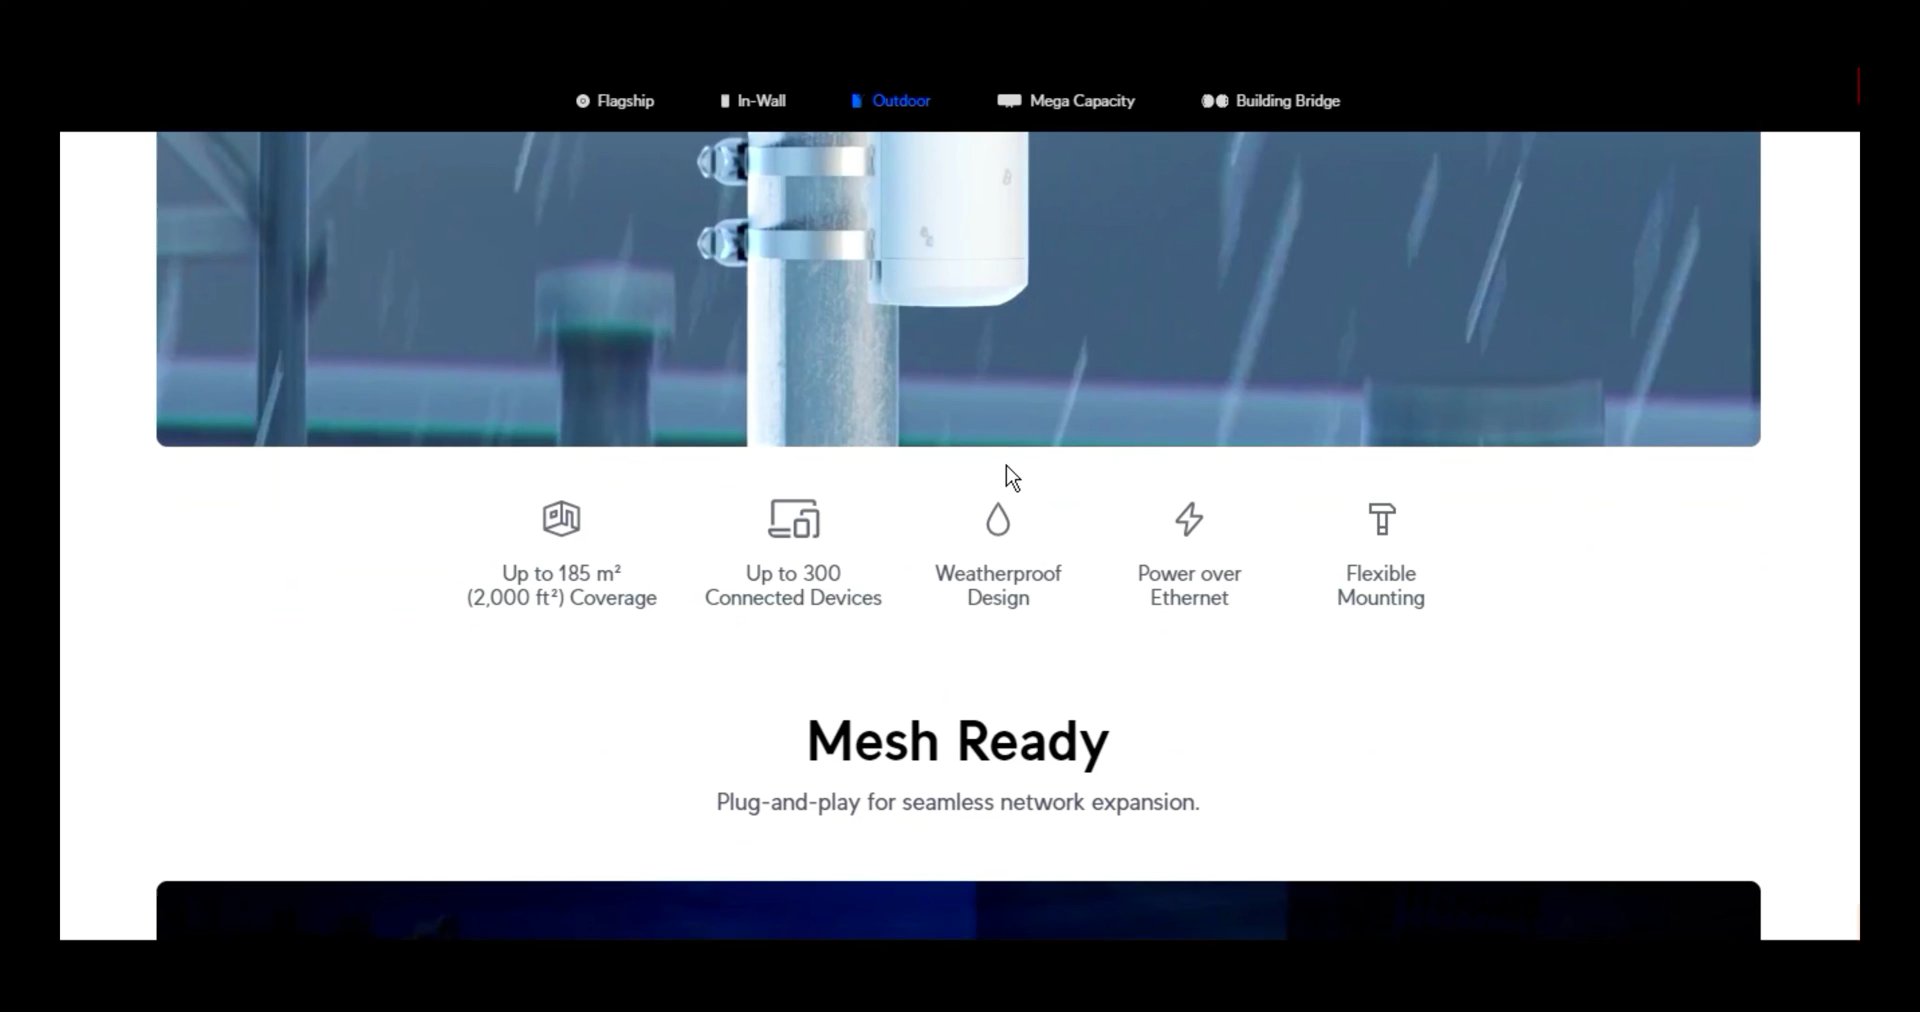 Flagship
In-Wall
Outdoor
Mega Capacity
Building Bridge
Up to 185 m²
(2,000 ft²) Coverage
Up to 300
Connected Devices
Weatherproof
Design
Power over
Ethernet
Flexible
Mounting
Mesh Ready
Plug-and-play for seamless network expansion.